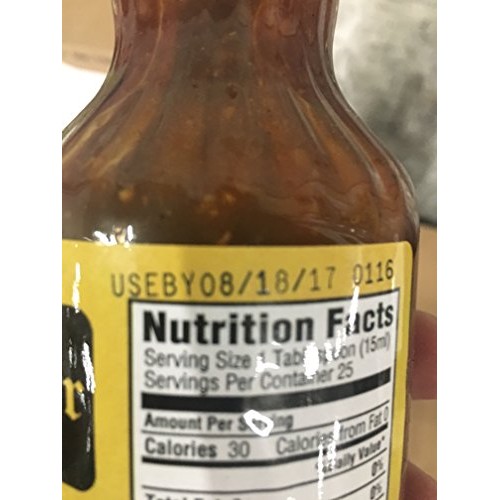 USEBY08/18/17 0116
Nutrition Facts
Serving Size 1 Tablespoon (15ml)
Servings Per Container 25
Amount Per Serving
Calories 30 Calories from Fat 0
r
Daily Value*
0%
0%
Total